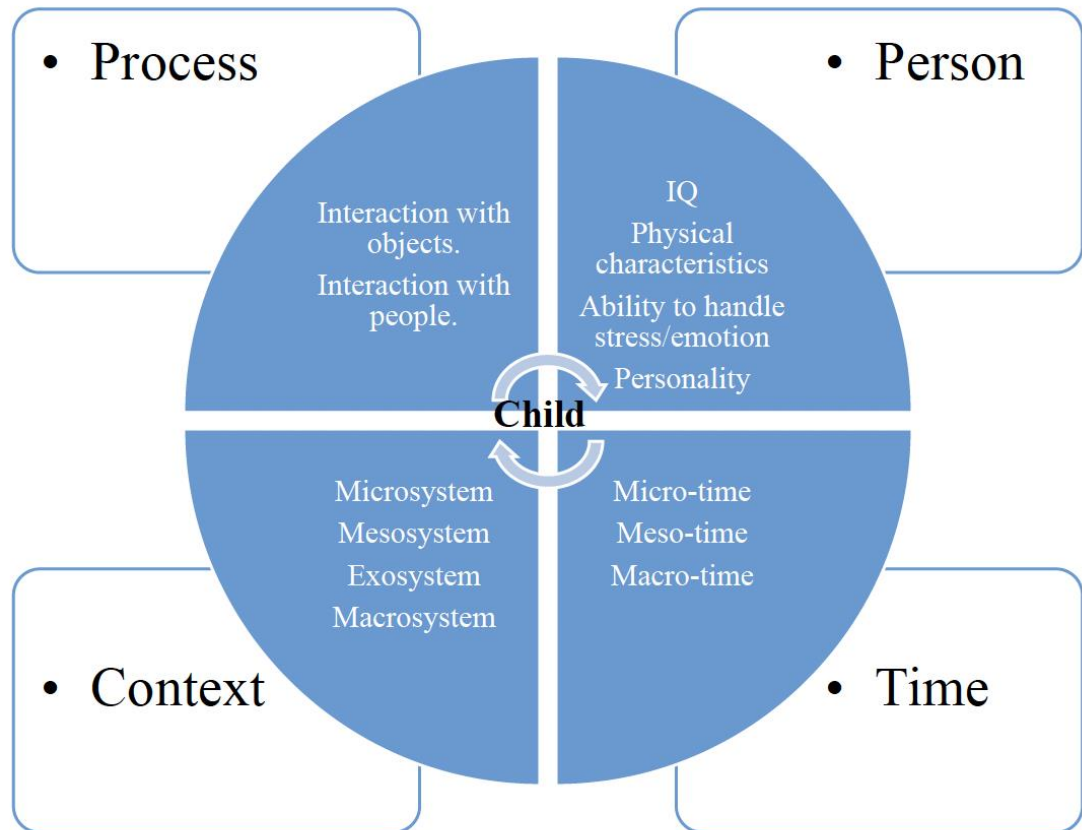 • Process
• Person
Interaction with
objects.
Interaction with
people.
IQ
Physical
characteristics
Ability to handle
stress/emotion
Personality
Child
Microsystem
Mesosystem
Exosystem
Macrosystem
Micro-time
Meso-time
Macro-time
• Context
• Time